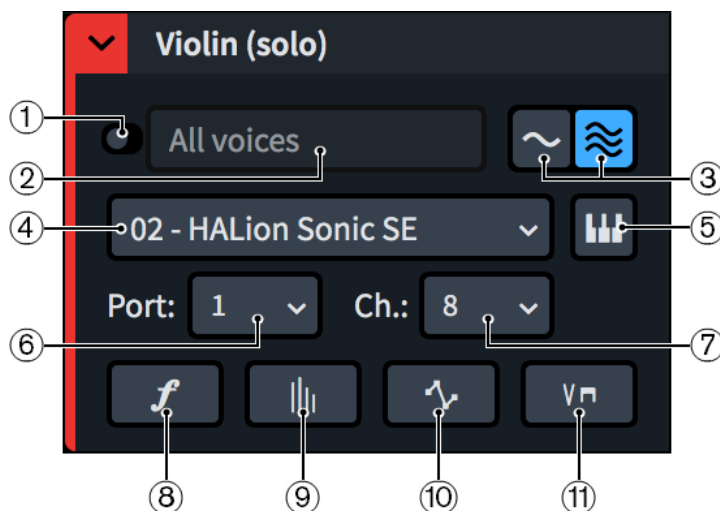 Violin (solo)
①
All voices
②
③
④
02 - HALion Sonic SE
⑤
Port: 1 Ch.: 8
⑥
⑦
f
V
⑧
⑨
⑩
⑪